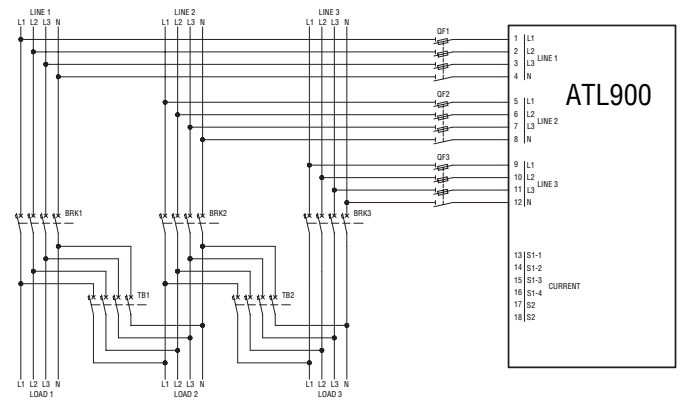 LINE 1 LINE 2 LINE 3
L1 L2 L3 N L1 L2 L3 N L1 L2 L3 N
QF1
1 L1
2 L2
3 L3
4 N
LINE 1
ATL900
QF2
5 L1
6 L2
7 L3
8 N
LINE 2
QF3
9 L1
10 L2
11 L3
12 N
LINE 3
BRK1 BRK2 BRK3
13 S1-1
14 S1-2
15 S1-3
16 S1-4
17 S2
18 S2
CURRENT
TB1 TB2
L1 L2 L3 N L1 L2 L3 N L1 L2 L3 N
LOAD 1 LOAD 2 LOAD 3